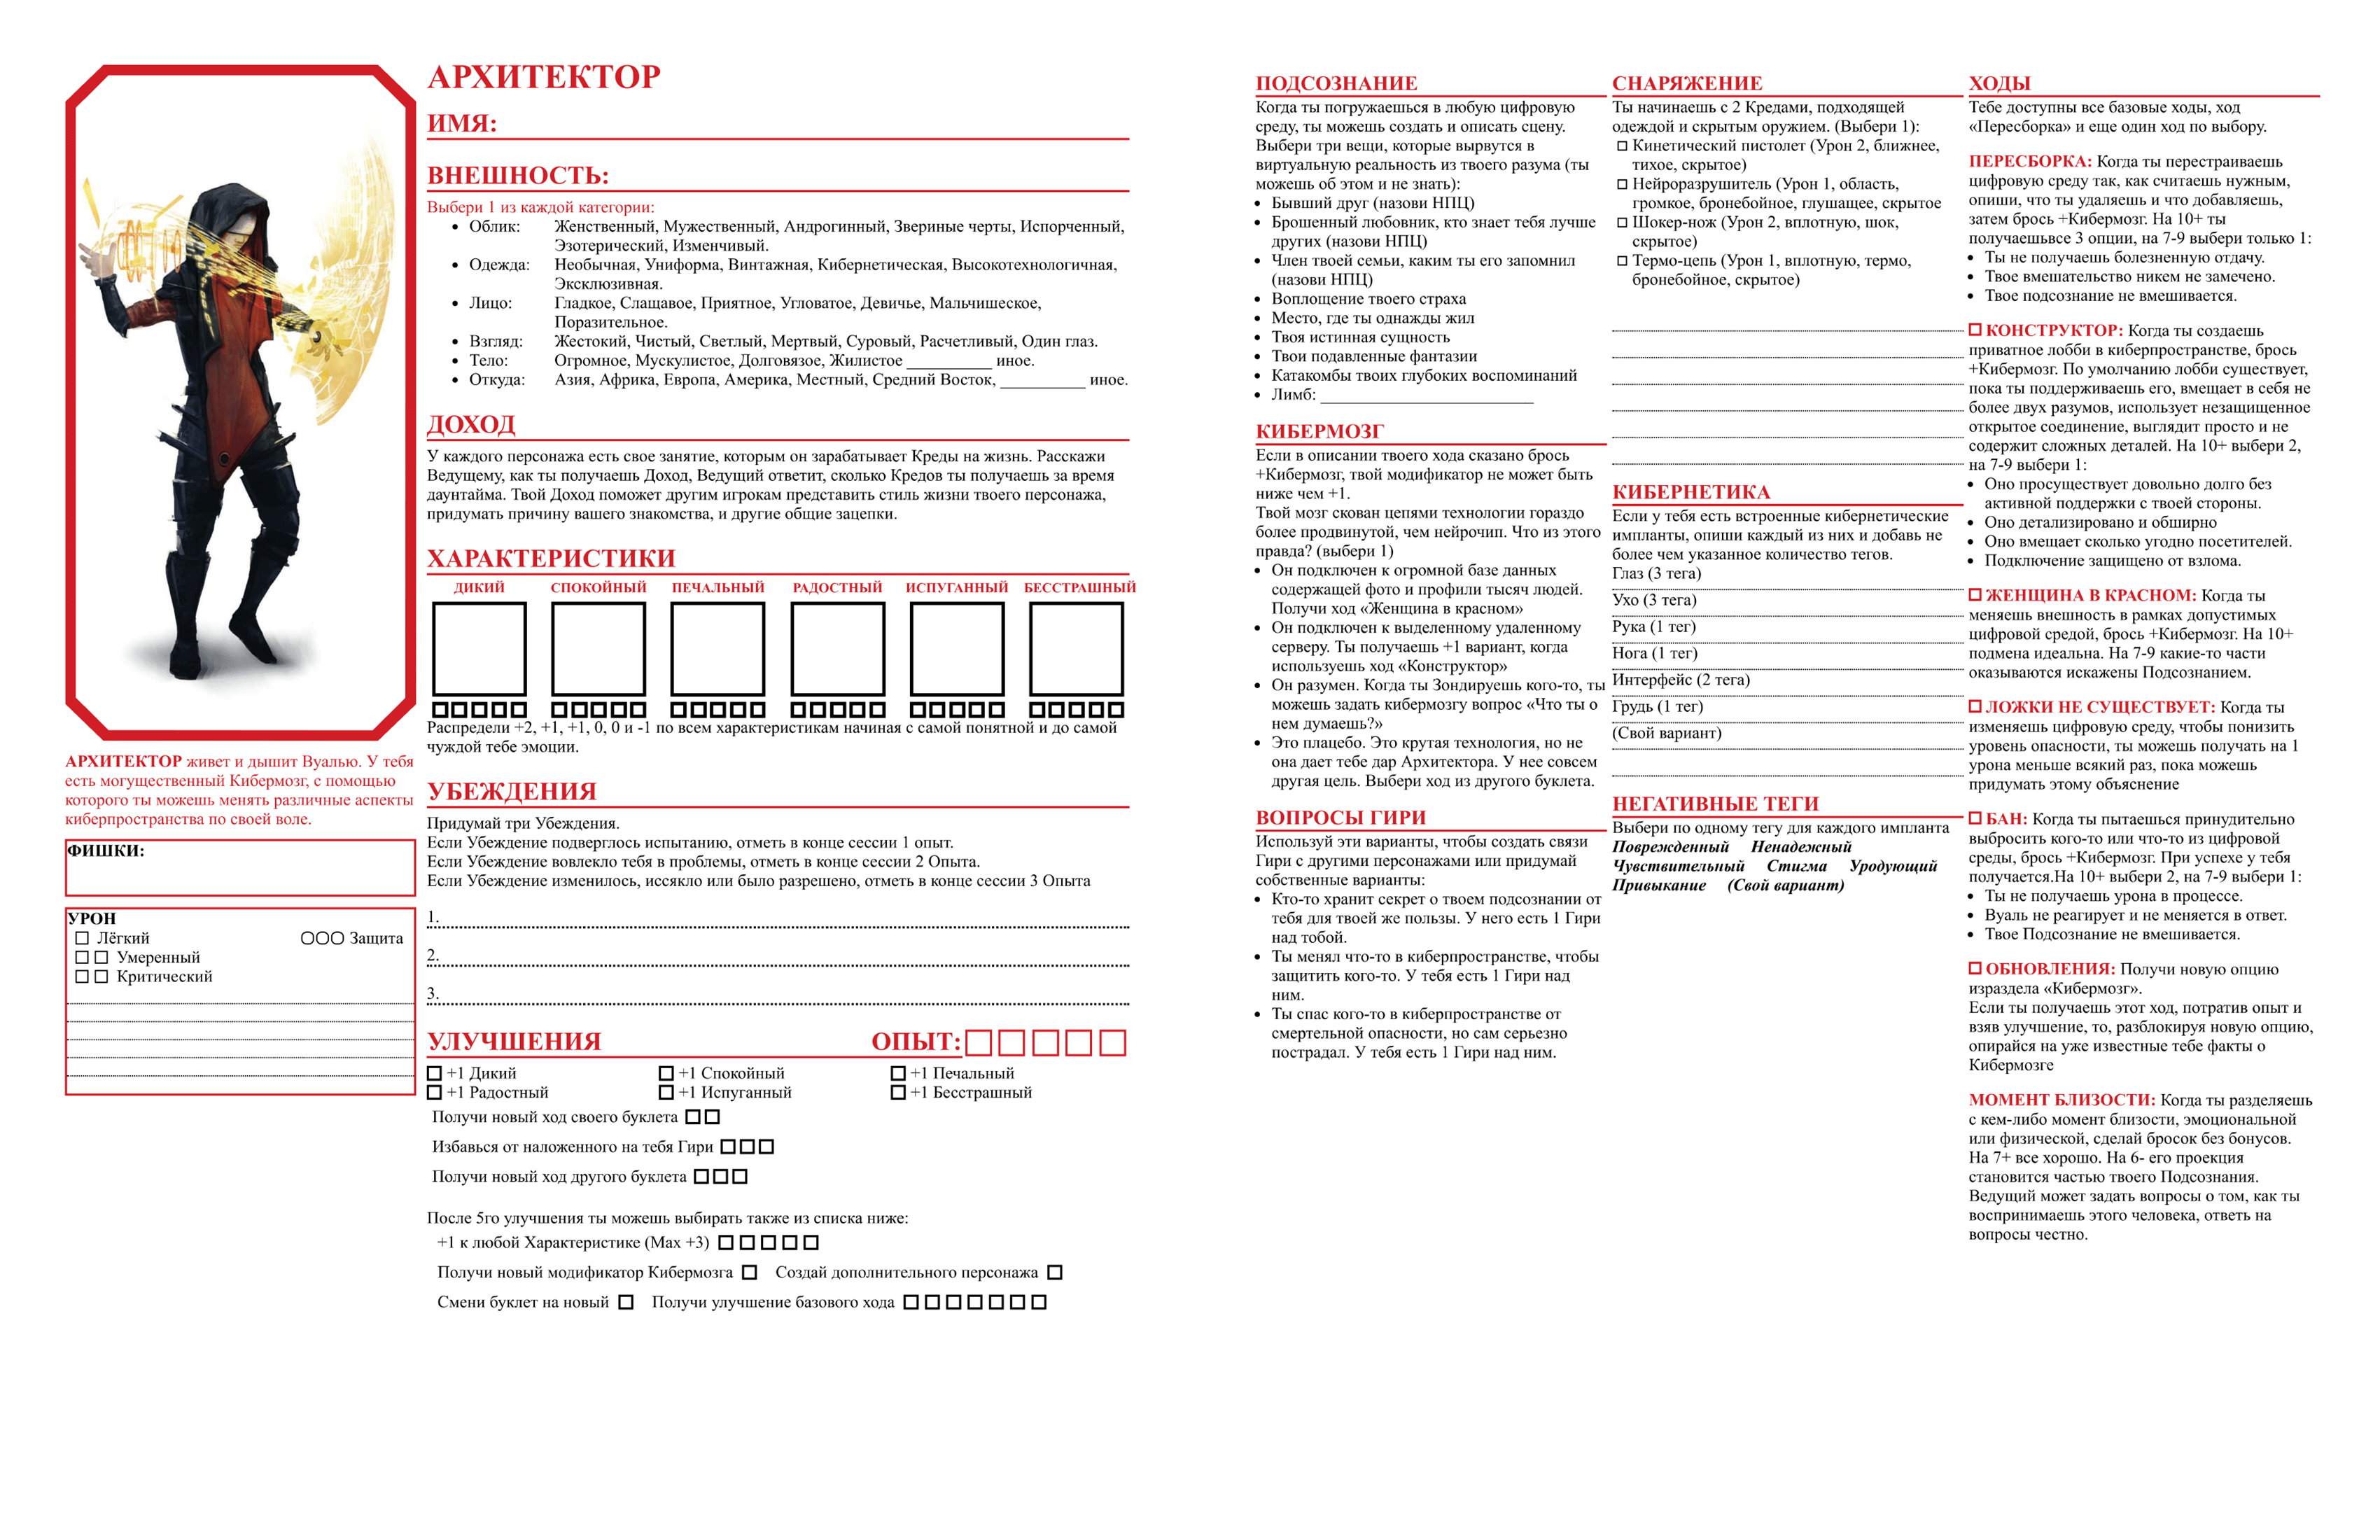 АРХИТЕКТОР живет и дышит Вуалью. У тебя
есть могущественный Кибермозг, с помощью
которого ты можешь менять различные аспекты
киберпространства по своей воле.
ФИШКИ:
УРОН
Лёгкий Защита
Умеренный
Критический
АРХИТЕКТОР
ИМЯ:
ВНЕШНОСТЬ:
Выбери 1 из каждой категории:
• Облик: Женственный, Мужественный, Андрогинный, Звериные черты, Испорченный,
Эзотерический, Изменчивый.
• Одежда: Необычная, Униформа, Винтажная, Кибернетическая, Высокотехнологичная,
Эксклюзивная.
• Лицо: Гладкое, Слащавое, Приятное, Угловатое, Девичье, Мальчишеское,
Поразительное.
• Взгляд: Жестокий, Чистый, Светлый, Мертвый, Суровый, Расчетливый, Один глаз.
• Тело: Огромное, Мускулистое, Долговязое, Жилистое __________ иное.
• Откуда: Азия, Африка, Европа, Америка, Местный, Средний Восток, __________ иное.
ДОХОД
У каждого персонажа есть свое занятие, которым он зарабатывает Креды на жизнь. Расскажи
Ведущему, как ты получаешь Доход, Ведущий ответит, сколько Кредов ты получаешь за время
даунтайма. Твой Доход поможет другим игрокам представить стиль жизни твоего персонажа,
придумать причину вашего знакомства, и другие общие зацепки.
ХАРАКТЕРИСТИКИ
ДИКИЙ СПОКОЙНЫЙ ПЕЧАЛЬНЫЙ РАДОСТНЫЙ ИСПУГАННЫЙ БЕССТРАШНЫЙ
Распредели +2, +1, +1, 0, 0 и -1 по всем характеристикам начиная с самой понятной и до самой
чуждой тебе эмоции.
УБЕЖДЕНИЯ
Придумай три Убеждения.
Если Убеждение подверглось испытанию, отметь в конце сессии 1 опыт.
Если Убеждение вовлекло тебя в проблемы, отметь в конце сессии 2 Опыта.
Если Убеждение изменилось, иссякло или было разрешено, отметь в конце сессии 3 Опыта
1.
2.
3.
УЛУЧШЕНИЯ ОПЫТ:
+1 Дикий +1 Спокойный +1 Печальный
+1 Радостный +1 Испуганный +1 Бесстрашный
Получи новый ход своего буклета
Избавься от наложенного на тебя Гири
Получи новый ход другого буклета
После 5го улучшения ты можешь выбирать также из списка ниже:
+1 к любой Характеристике (Max +3)
Получи новый модификатор Кибермозга Создай дополнительного персонажа
Смени буклет на новый Получи улучшение базового хода
ПОДСОЗНАНИЕ
Когда ты погружаешься в любую цифровую
среду, ты можешь создать и описать сцену.
Выбери три вещи, которые вырвутся в
виртуальную реальность из твоего разума (ты
можешь об этом и не знать):
• Бывший друг (назови НПЦ)
• Брошенный любовник, кто знает тебя лучше
других (назови НПЦ)
• Член твоей семьи, каким ты его запомнил
(назови НПЦ)
• Воплощение твоего страха
• Место, где ты однажды жил
• Твоя истинная сущность
• Твои подавленные фантазии
• Катакомбы твоих глубоких воспоминаний
• Лимб: _________________________
КИБЕРМОЗГ
Если в описании твоего хода сказано брось
+Кибермозг, твой модификатор не может быть
ниже чем +1.
Твой мозг скован цепями технологии гораздо
более продвинутой, чем нейрочип. Что из этого
правда? (выбери 1)
• Он подключен к огромной базе данных
содержащей фото и профили тысяч людей.
Получи ход «Женщина в красном»
• Он подключен к выделенному удаленному
серверу. Ты получаешь +1 вариант, когда
используешь ход «Конструктор»
• Он разумен. Когда ты Зондируешь кого-то, ты
можешь задать кибермозгу вопрос «Что ты о
нем думаешь?»
• Это плацебо. Это крутая технология, но не
она дает тебе дар Архитектора. У нее совсем
другая цель. Выбери ход из другого буклета.
ВОПРОСЫ ГИРИ
Используй эти варианты, чтобы создать связи
Гири с другими персонажами или придумай
собственные варианты:
• Кто-то хранит секрет о твоем подсознании от
тебя для твоей же пользы. У него есть 1 Гири
над тобой.
• Ты менял что-то в киберпространстве, чтобы
защитить кого-то. У тебя есть 1 Гири над
ним.
• Ты спас кого-то в киберпространстве от
смертельной опасности, но сам серьезно
пострадал. У тебя есть 1 Гири над ним.
СНАРЯЖЕНИЕ
Ты начинаешь с 2 Кредами, подходящей
одеждой и скрытым оружием. (Выбери 1):
Кинетический пистолет (Урон 2, ближнее,
тихое, скрытое)
Нейроразрушитель (Урон 1, область,
громкое, бронебойное, глушащее, скрытое
Шокер-нож (Урон 2, вплотную, шок,
скрытое)
Термо-цепь (Урон 1, вплотную, термо,
бронебойное, скрытое)
КИБЕРНЕТИКА
Если у тебя есть встроенные кибернетические
импланты, опиши каждый из них и добавь не
более чем указанное количество тегов.
Глаз (3 тега)
Ухо (3 тега)
Рука (1 тег)
Нога (1 тег)
Интерфейс (2 тега)
Грудь (1 тег)
(Свой вариант)
НЕГАТИВНЫЕ ТЕГИ
Выбери по одному тегу для каждого импланта
Поврежденный Ненадежный
Чувствительный Стигма Уродующий
Привыкание (Свой вариант)
ХОДЫ
Тебе доступны все базовые ходы, ход
«Пересборка» и еще один ход по выбору.
ПЕРЕСБОРКА: Когда ты перестраиваешь
цифровую среду так, как считаешь нужным,
опиши, что ты удаляешь и что добавляешь,
затем брось +Кибермозг. На 10+ ты
получаешьвсе 3 опции, на 7-9 выбери только 1:
• Ты не получаешь болезненную отдачу.
• Твое вмешательство никем не замечено.
• Твое подсознание не вмешивается.
КОНСТРУКТОР: Когда ты создаешь
приватное лобби в киберпространстве, брось
+Кибермозг. По умолчанию лобби существует,
пока ты поддерживаешь его, вмещает в себя не
более двух разумов, использует незащищенное
открытое соединение, выглядит просто и не
содержит сложных деталей. На 10+ выбери 2,
на 7-9 выбери 1:
• Оно просуществует довольно долго без
активной поддержки с твоей стороны.
• Оно детализировано и обширно
• Оно вмещает сколько угодно посетителей.
• Подключение защищено от взлома.
ЖЕНЩИНА В КРАСНОМ: Когда ты
меняешь внешность в рамках допустимых
цифровой средой, брось +Кибермозг. На 10+
подмена идеальна. На 7-9 какие-то части
оказываются искажены Подсознанием.
ЛОЖКИ НЕ СУЩЕСТВУЕТ: Когда ты
изменяешь цифровую среду, чтобы понизить
уровень опасности, ты можешь получать на 1
урона меньше всякий раз, пока можешь
придумать этому объяснение
БАН: Когда ты пытаешься принудительно
выбросить кого-то или что-то из цифровой
среды, брось +Кибермозг. При успехе у тебя
получается.На 10+ выбери 2, на 7-9 выбери 1:
• Ты не получаешь урона в процессе.
• Вуаль не реагирует и не меняется в ответ.
• Твое Подсознание не вмешивается.
ОБНОВЛЕНИЯ: Получи новую опцию
израздела «Кибермозг».
Если ты получаешь этот ход, потратив опыт и
взяв улучшение, то, разблокируя новую опцию,
опирайся на уже известные тебе факты о
Кибермозге
МОМЕНТ БЛИЗОСТИ: Когда ты разделяешь
с кем-либо момент близости, эмоциональной
или физической, сделай бросок без бонусов.
На 7+ все хорошо. На 6- его проекция
становится частью твоего Подсознания.
Ведущий может задать вопросы о том, как ты
воспринимаешь этого человека, ответь на
вопросы честно.